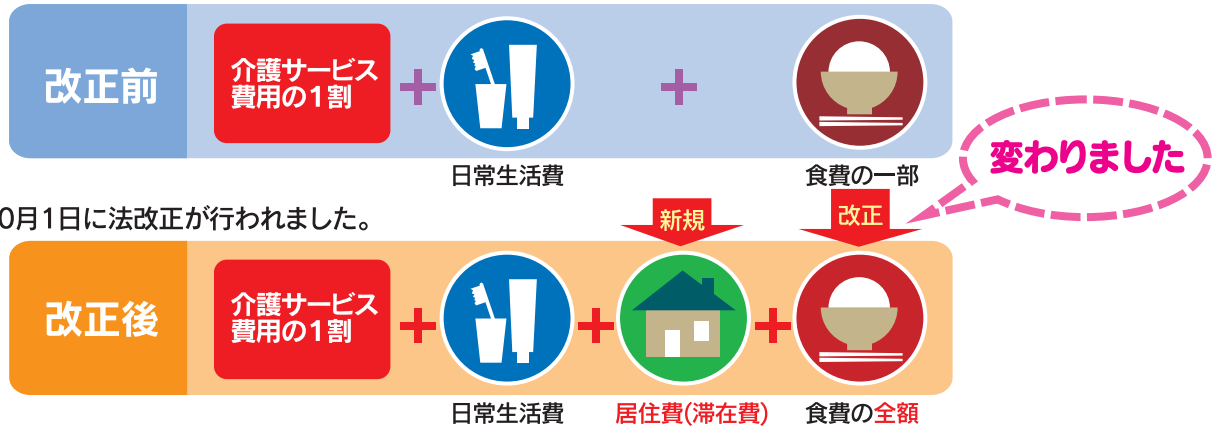 改正前
介護サービス
費用の1割
日常生活費
食費の一部
変わりました
0月1日に法改正が行われました。
新規
改正
改正後
介護サービス
費用の1割
日常生活費
居住費(滞在費)
食費の全額